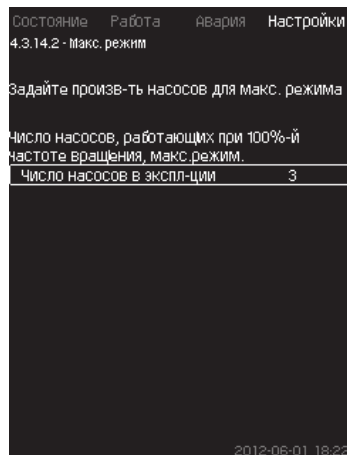 Состояние Работа Авария Настройки
4.3.14.2 - Макс. режим
Задайте произв-ть насосов для макс. режима
Число насосов, работающих при 100%-й
частоте вращения, макс.режим.
Число насосов в экспл-ции 3
2012-06-01 18:22